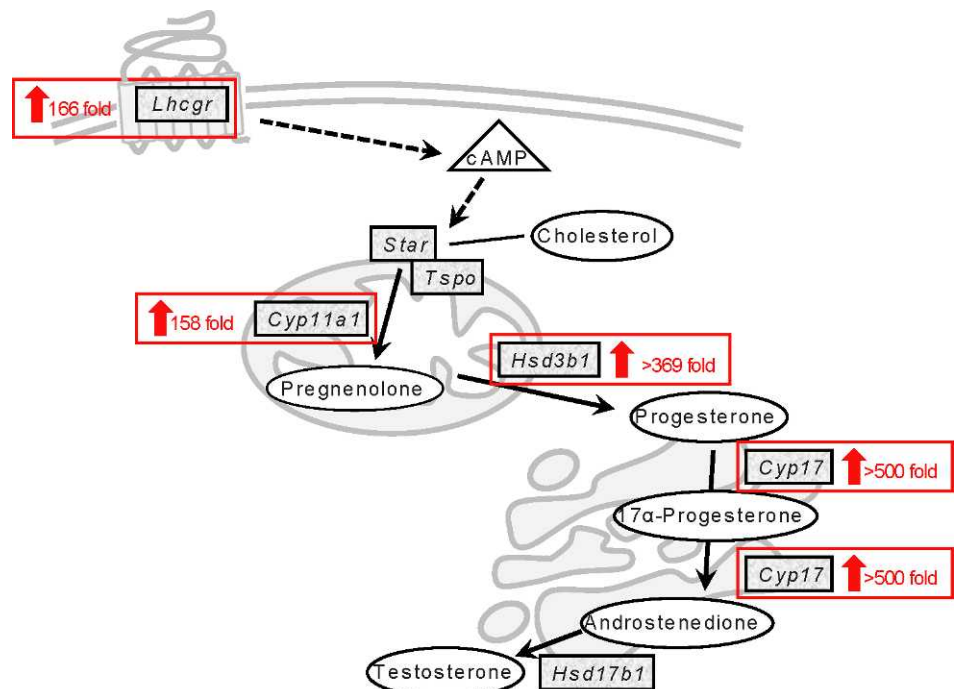 166 fold
Lhcgr
cAMP
Star
Cholesterol
Tspo
158 fold
Cyp11a1
Hsd3b1
>369 fold
Pregnenolone
Progesterone
Cyp17
>500 fold
17α-Progesterone
Cyp17
>500 fold
Androstenedione
Testosterone
Hsd17b1